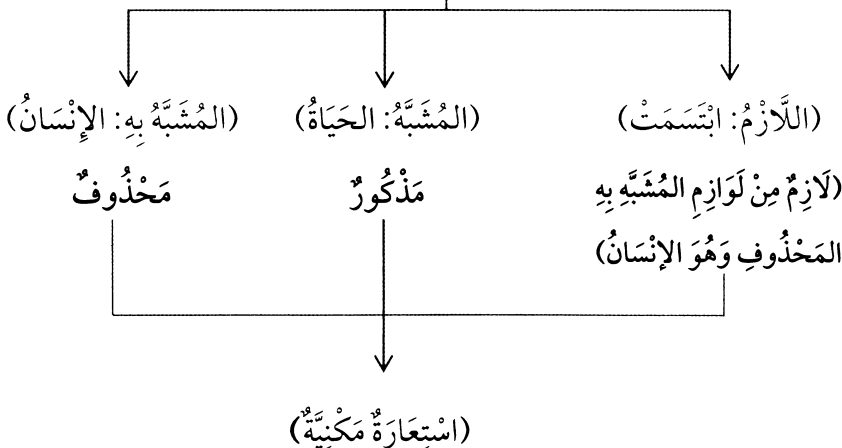 (اللَّازْمُ: ابْتَسَمَتْ) (المُشَبَّهُ: الحَيَاةُ) (المُشَبَّهُ بِهِ: الإِنْسَانُ)
(لَازِمٌ مِنْ لَوَازِمِ المُشَبَّهِ بِهِ مَذْكُورٌ مَحْذُوفٌ
المَحْذُوفِ وَهُوَ الإنْسَانُ)
(اسْتِعَارَةٌ مَكْنِيَّةٌ)